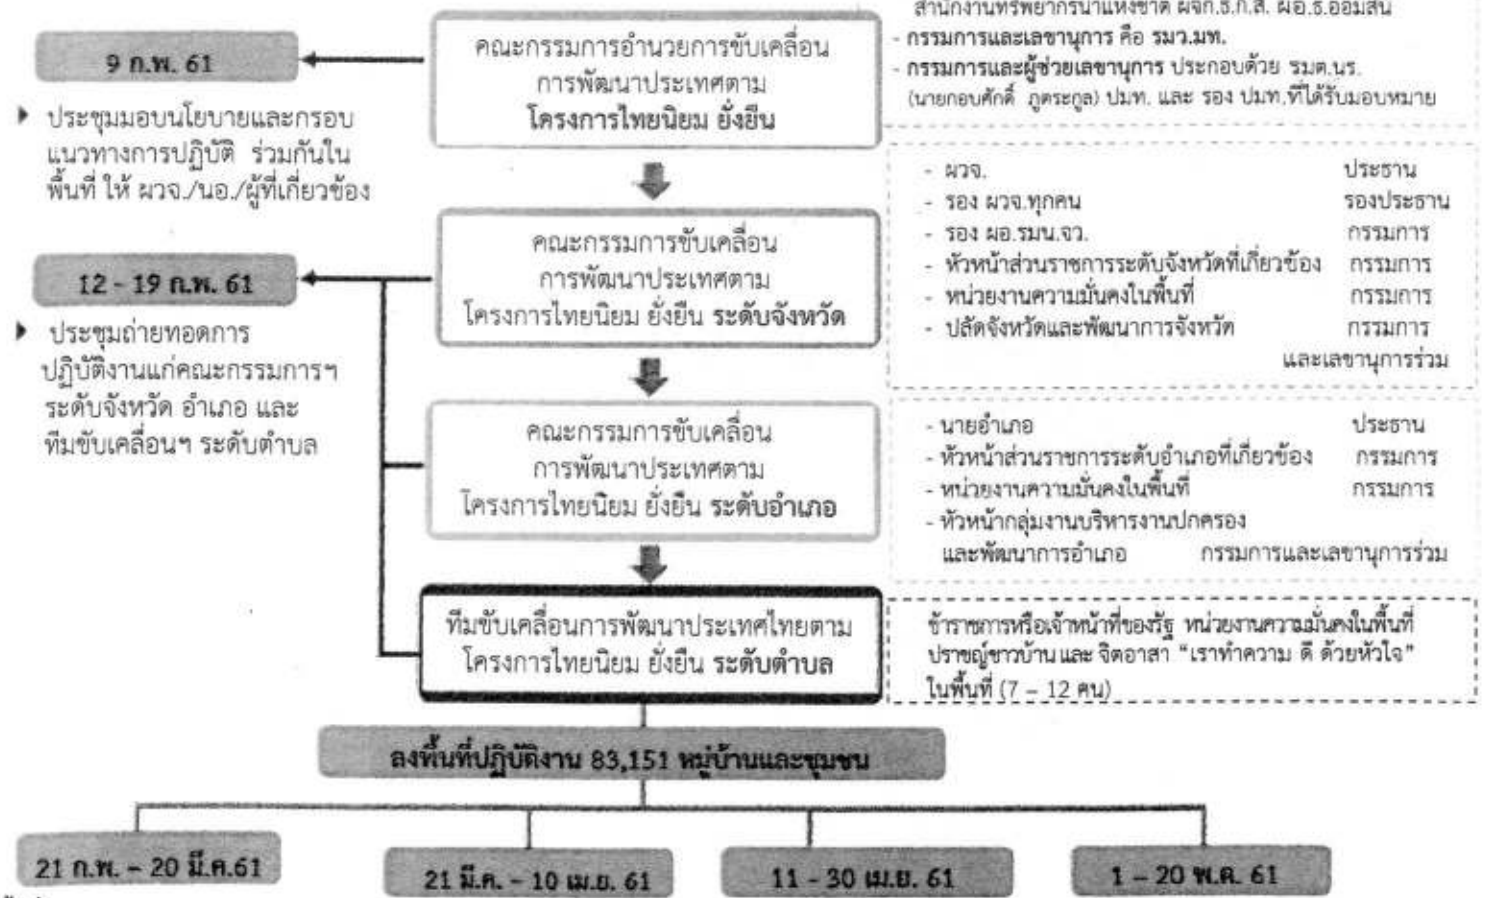 สำนักงานทรัพยากรน้ำแห่งชาติ ผจก.ธ.ก.ส. ผอ.ธ.ออมสิน
- กรรมการและเลขานุการ คือ รมว.มท.
- กรรมการและผู้ช่วยเลขานุการ ประกอบด้วย รมต.นร.
(นายกอบศักดิ์ ภูตระกูล) ปมท. และ รอง ปมท.ที่ได้รับมอบหมาย
9 ก.พ. 61
ประชุมมอบนโยบายและกรอบ
แนวทางการปฏิบัติ ร่วมกันใน
พื้นที่ ให้ ผวจ./นอ./ผู้ที่เกี่ยวข้อง
คณะกรรมการอำนวยการขับเคลื่อน
การพัฒนาประเทศตาม
โครงการไทยนิยม ยั่งยืน
12 - 19 ก.พ. 61
ประชุมถ่ายทอดการ
ปฏิบัติงานแก่คณะกรรมการฯ
ระดับจังหวัด อำเภอ และ
ทีมขับเคลื่อนฯ ระดับตำบล
คณะกรรมการขับเคลื่อน
การพัฒนาประเทศตาม
โครงการไทยนิยม ยั่งยืน ระดับจังหวัด
- ผวจ. ประธาน
- รอง ผวจ.ทุกคน รองประธาน
- รอง ผอ.รมน.จว. กรรมการ
- หัวหน้าส่วนราชการระดับจังหวัดที่เกี่ยวข้อง กรรมการ
- หน่วยงานความมั่นคงในพื้นที่ กรรมการ
- ปลัดจังหวัดและพัฒนาการจังหวัด กรรมการ
และเลขานุการร่วม
คณะกรรมการขับเคลื่อน
การพัฒนาประเทศตาม
โครงการไทยนิยม ยั่งยืน ระดับอำเภอ
- นายอำเภอ ประธาน
- หัวหน้าส่วนราชการระดับอำเภอที่เกี่ยวข้อง กรรมการ
- หน่วยงานความมั่นคงในพื้นที่ กรรมการ
- หัวหน้ากลุ่มงานบริหารงานปกครอง
และพัฒนาการอำเภอ กรรมการและเลขานุการร่วม
ทีมขับเคลื่อนการพัฒนาประเทศไทยตาม
โครงการไทยนิยม ยั่งยืน ระดับตำบล
ข้าราชการหรือเจ้าหน้าที่ของรัฐ หน่วยงานความมั่นคงในพื้นที่
ปราชญ์ชาวบ้าน และ จิตอาสา "เราทำความ ดี ด้วยหัวใจ"
ในพื้นที่ (7 – 12 คน)
ลงพื้นที่ปฏิบัติงาน 83,151 หมู่บ้านและชุมชน
21 ก.พ. – 20 มี.ค.61
21 มี.ค. – 10 เม.ย. 61
11 - 30 เม.ย. 61
1 – 20 พ.ค. 61